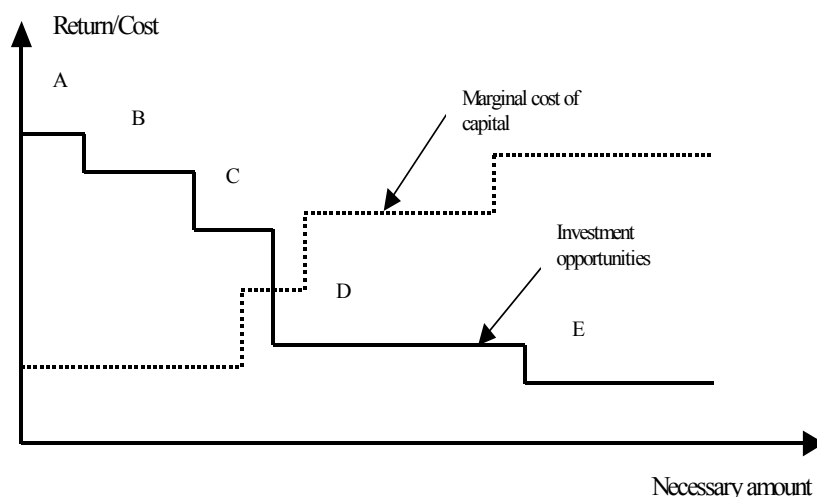 Return/Cost
A
B
Marginal cost of
capital
C
Investment
opportunities
D
E
Necessary amount